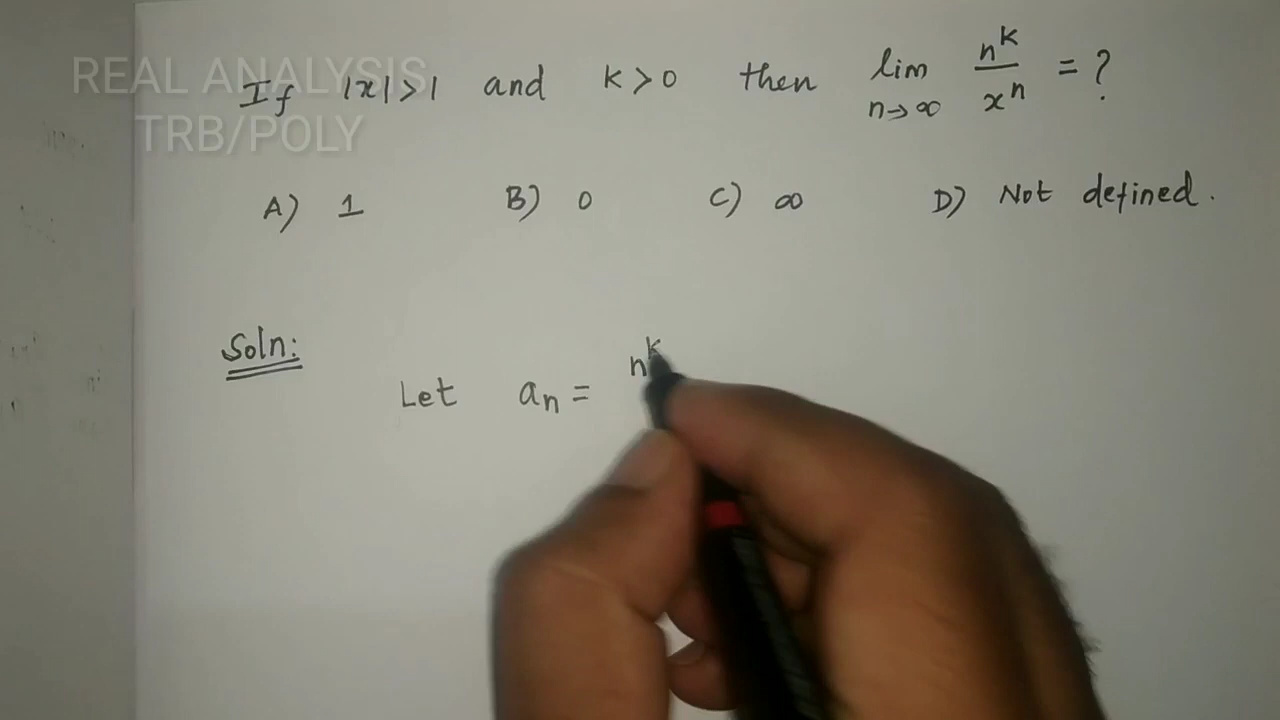 REAL ANALYSIS
TRB/POLY
If |x|>1 and k>0 then lim n→∞ n^k/x^n = ?
A) 1 B) 0 C) ∞ D) Not defined.
Soln:
Let a_n = n^k